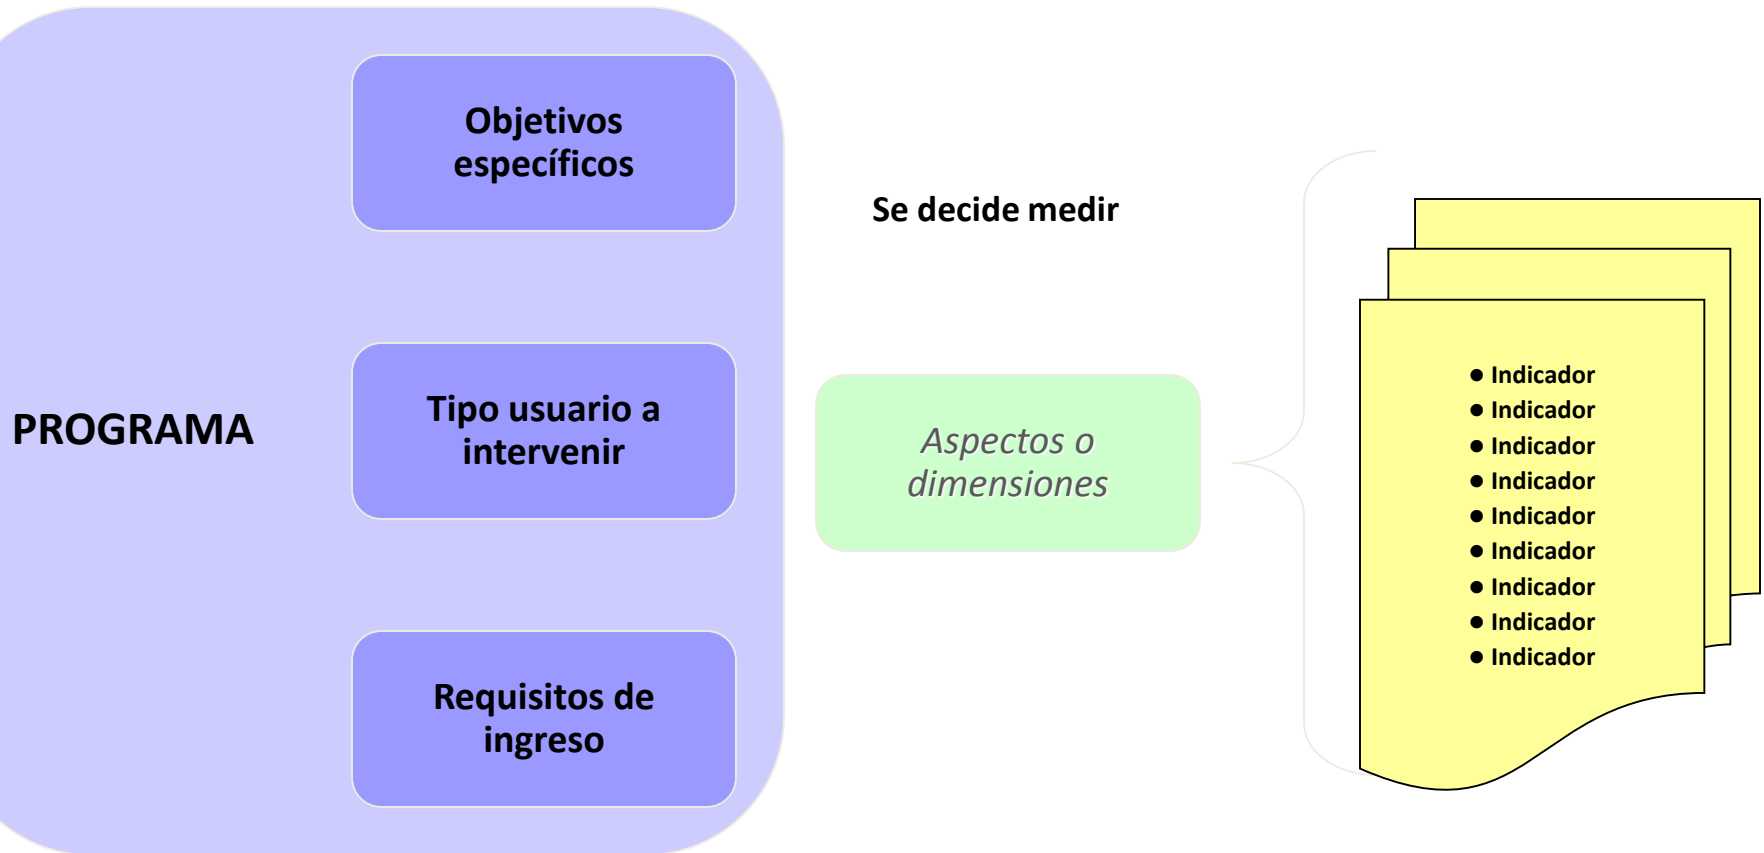 PROGRAMA
Objetivos
específicos
Tipo usuario a
intervenir
Requisitos de
ingreso
Se decide medir
Aspectos o
dimensiones
● Indicador
● Indicador
● Indicador
● Indicador
● Indicador
● Indicador
● Indicador
● Indicador
● Indicador